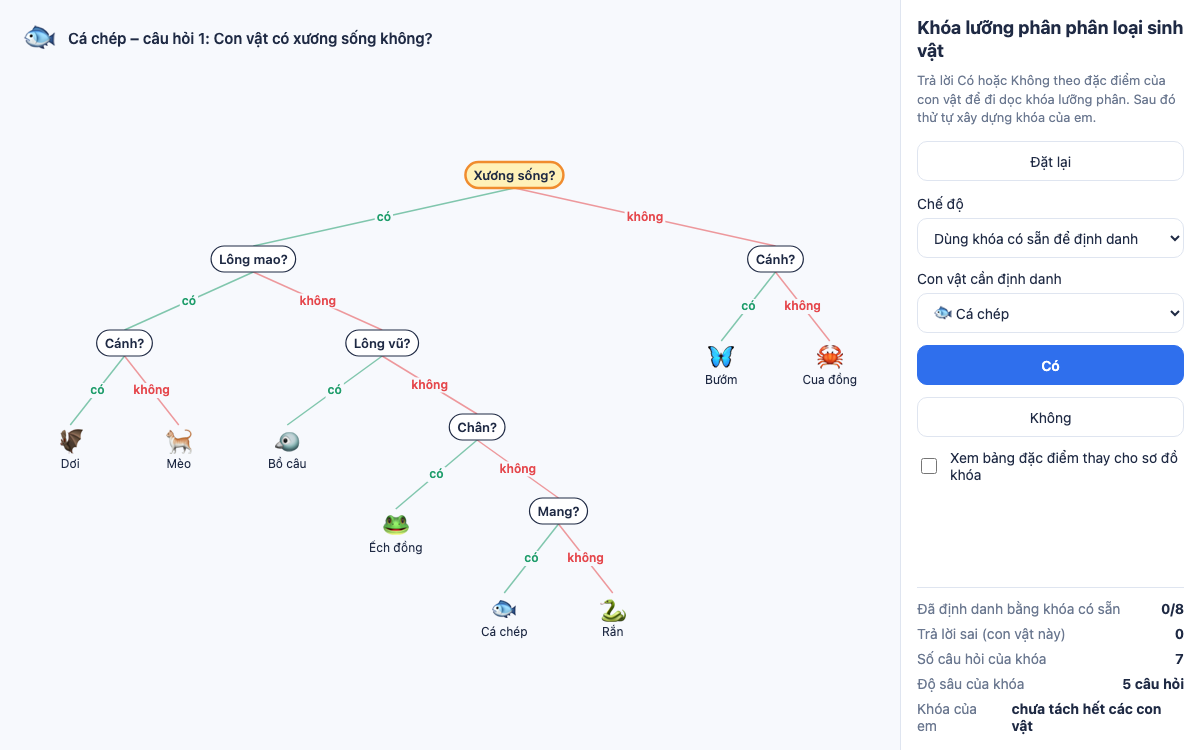 Cá chép – câu hỏi 1: Con vật có xương sống không?
Xương sống?
có
không
Lông mao?
Cánh?
có
không
có
không
Cánh?
Lông vũ?
Bướm
Cua đồng
có
không
có
không
Chân?
Dơi
Mèo
Bồ câu
có
không
Mang?
Ếch đồng
có
không
Cá chép
Rắn
Khóa lưỡng phân phân loại sinh
vật
Trả lời Có hoặc Không theo đặc điểm của
con vật để đi dọc khóa lưỡng phân. Sau đó
thử tự xây dựng khóa của em.
Đặt lại
Chế độ
Dùng khóa có sẵn để định danh
Con vật cần định danh
Cá chép
Có
Không
Xem bảng đặc điểm thay cho sơ đồ
khóa
Đã định danh bằng khóa có sẵn 0/8
Trả lời sai (con vật này) 0
Số câu hỏi của khóa 7
Độ sâu của khóa 5 câu hỏi
Khóa của
em
chưa tách hết các con
vật